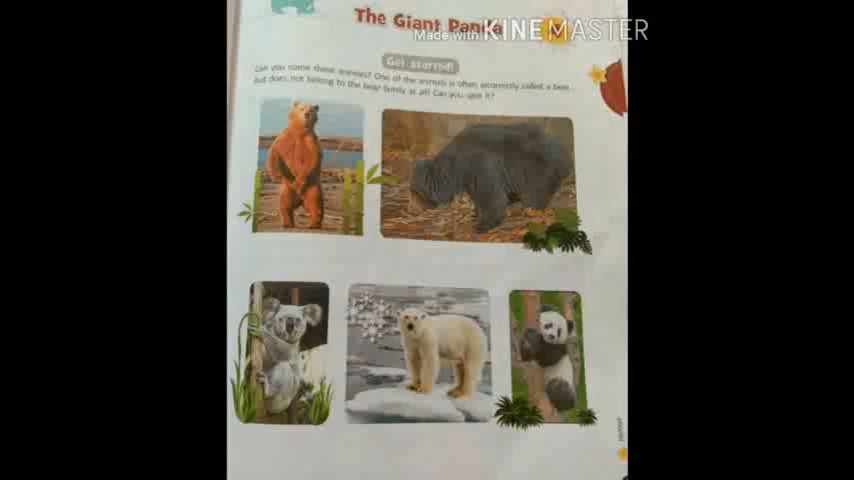 The Giant Panda
Made with KINEMASTER
Get started!
Can you name these animals? One of the animals is often incorrectly called a bear
but does not belong to the bear family at all! Can you spot it?